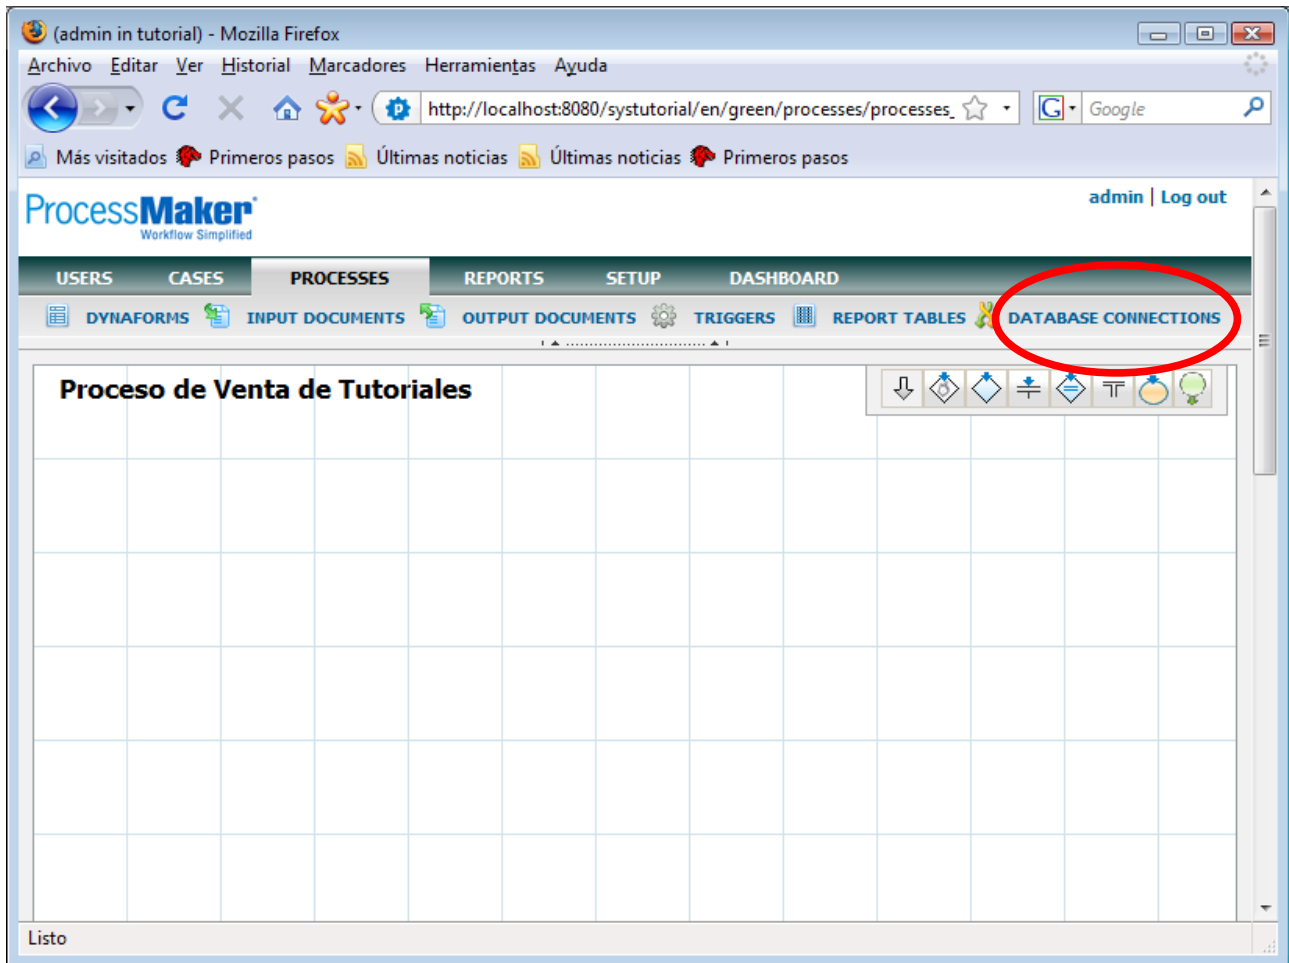 (admin in tutorial) - Mozilla Firefox
Archivo Editar Ver Historial Marcadores Herramientas Ayuda
http://localhost:8080/systutorial/en/green/processes/processes_
G Google
Más visitados Primeros pasos Últimas noticias Últimas noticias Primeros pasos
ProcessMaker
Workflow Simplified
admin | Log out
USERS CASES PROCESSES REPORTS SETUP DASHBOARD
DYNAFORMS INPUT DOCUMENTS OUTPUT DOCUMENTS TRIGGERS REPORT TABLES DATABASE CONNECTIONS
Proceso de Venta de Tutoriales
Listo